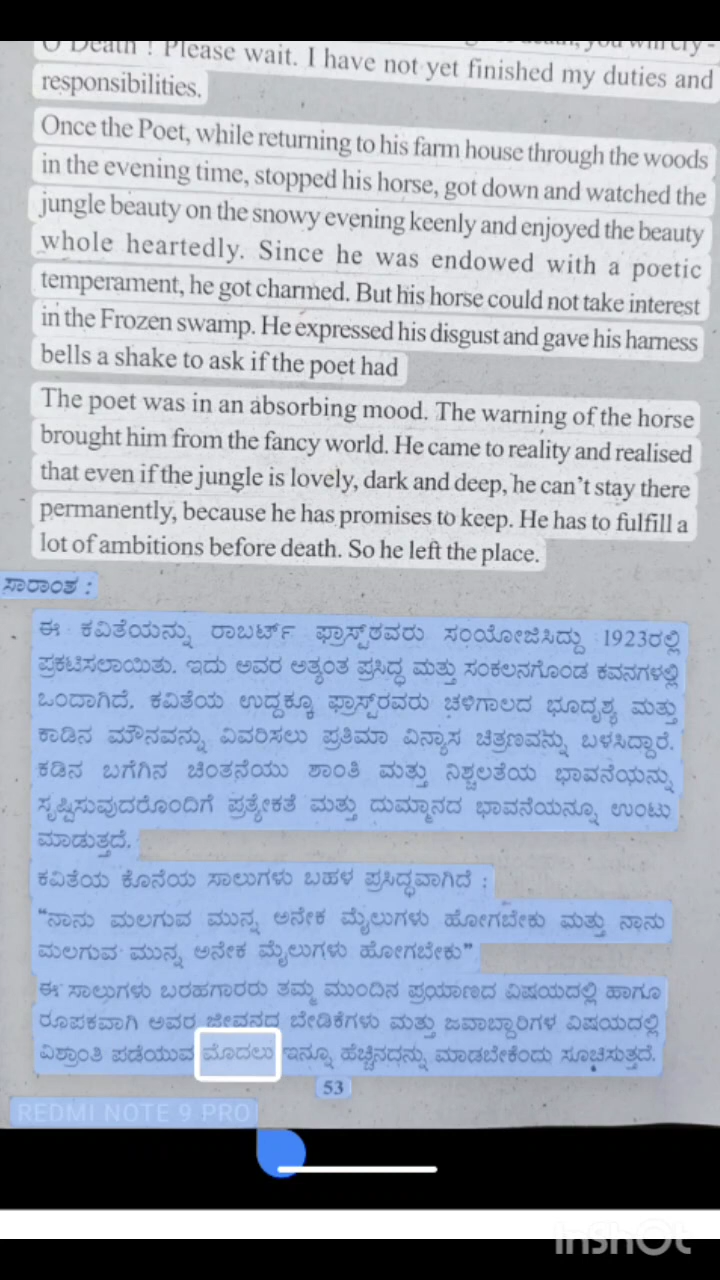 O Death ! Please wait. I have not yet finished my duties and
responsibilities.
Once the Poet, while returning to his farm house through the woods
in the evening time, stopped his horse, got down and watched the
jungle beauty on the snowy evening keenly and enjoyed the beauty
whole heartedly. Since he was endowed with a poetic
temperament, he got charmed. But his horse could not take interest
in the Frozen swamp. He expressed his disgust and gave his harness
bells a shake to ask if the poet had
The poet was in an absorbing mood. The warning of the horse
brought him from the fancy world. He came to reality and realised
that even if the jungle is lovely, dark and deep, he can't stay there
permanently, because he has promises to keep. He has to fulfill a
lot of ambitions before death. So he left the place.
ಸಾರಾಂಶ :
ಈ ಕವಿತೆಯನ್ನು ರಾಬರ್ಟ್ ಫ್ರಾಸ್ಟ್‌ರವರು ಸಂಯೋಜಿಸಿದ್ದು 1923ರಲ್ಲಿ
ಪ್ರಕಟಿಸಲಾಯಿತು. ಇದು ಅವರ ಅತ್ಯಂತ ಪ್ರಸಿದ್ಧ ಮತ್ತು ಸಂಕಲನಗೊಂಡ ಕವನಗಳಲ್ಲಿ
ಒಂದಾಗಿದೆ. ಕವಿತೆಯ ಉದ್ದಕ್ಕೂ ಫ್ರಾಸ್ಟ್‌ರವರು ಚಳಿಗಾಲದ ಭೂದೃಶ್ಯ ಮತ್ತು
ಕಾಡಿನ ಮೌನವನ್ನು ವಿವರಿಸಲು ಪ್ರತಿಮಾ ವಿನ್ಯಾಸ ಚಿತ್ರಣವನ್ನು ಬಳಸಿದ್ದಾರೆ.
ಕಡಿನ ಬಗೆಗಿನ ಚಿಂತನೆಯು ಶಾಂತಿ ಮತ್ತು ನಿಶ್ಚಲತೆಯ ಭಾವನೆಯನ್ನು
ಸೃಷ್ಟಿಸುವುದರೊಂದಿಗೆ ಪ್ರತ್ಯೇಕತೆ ಮತ್ತು ದುಮ್ಮಾನದ ಭಾವನೆಯನ್ನೂ ಉಂಟು
ಮಾಡುತ್ತದೆ.
ಕವಿತೆಯ ಕೊನೆಯ ಸಾಲುಗಳು ಬಹಳ ಪ್ರಸಿದ್ಧವಾಗಿದೆ :
“ನಾನು ಮಲಗುವ ಮುನ್ನ ಅನೇಕ ಮೈಲುಗಳು ಹೋಗಬೇಕು ಮತ್ತು ನಾನು
ಮಲಗುವ ಮುನ್ನ ಅನೇಕ ಮೈಲುಗಳು ಹೋಗಬೇಕು”
ಈ ಸಾಲುಗಳು ಬರಹಗಾರರು ತಮ್ಮ ಮುಂದಿನ ಪ್ರಯಾಣದ ವಿಷಯದಲ್ಲಿ ಹಾಗೂ
ರೂಪಕವಾಗಿ ಅವರ ಜೀವನದ ಬೇಡಿಕೆಗಳು ಮತ್ತು ಜವಾಬ್ದಾರಿಗಳ ವಿಷಯದಲ್ಲಿ
ವಿಶ್ರಾಂತಿ ಪಡೆಯುವ ಮೊದಲು ಇನ್ನೂ ಹೆಚ್ಚಿನದನ್ನು ಮಾಡಬೇಕೆಂದು ಸೂಚಿಸುತ್ತದೆ.
53
REDMI NOTE 9 PRO
InShOt